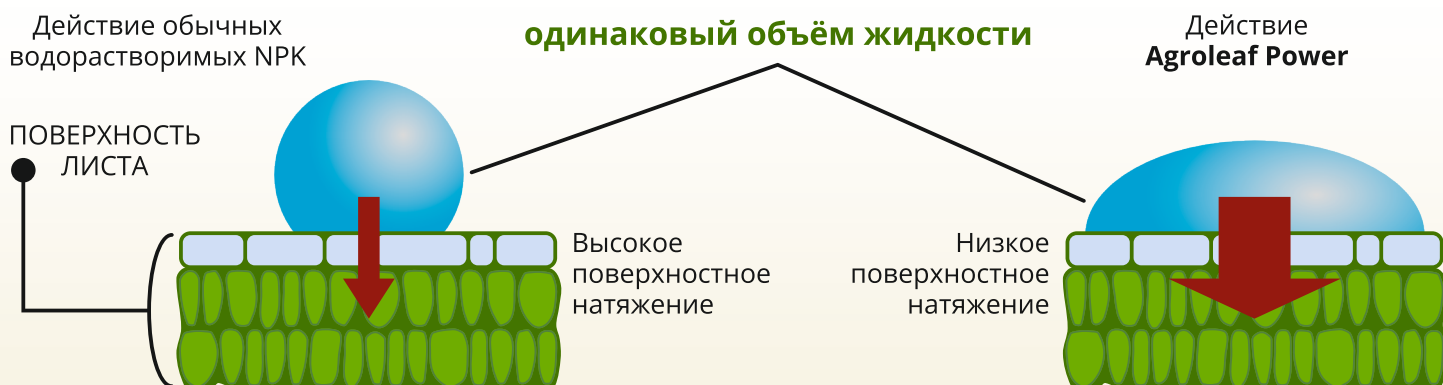 Действие обычных
водорастворимых NPK
одинаковый объём жидкости
Действие
Agroleaf Power
ПОВЕРХНОСТЬ
ЛИСТА
Высокое
поверхностное
натяжение
Низкое
поверхностное
натяжение